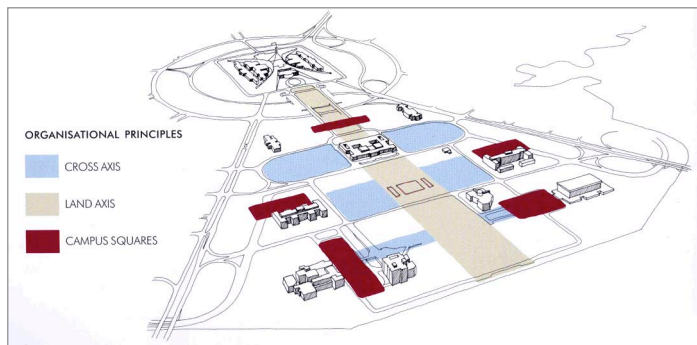 ORGANISATIONAL PRINCIPLES
CROSS AXIS
LAND AXIS
CAMPUS SQUARES